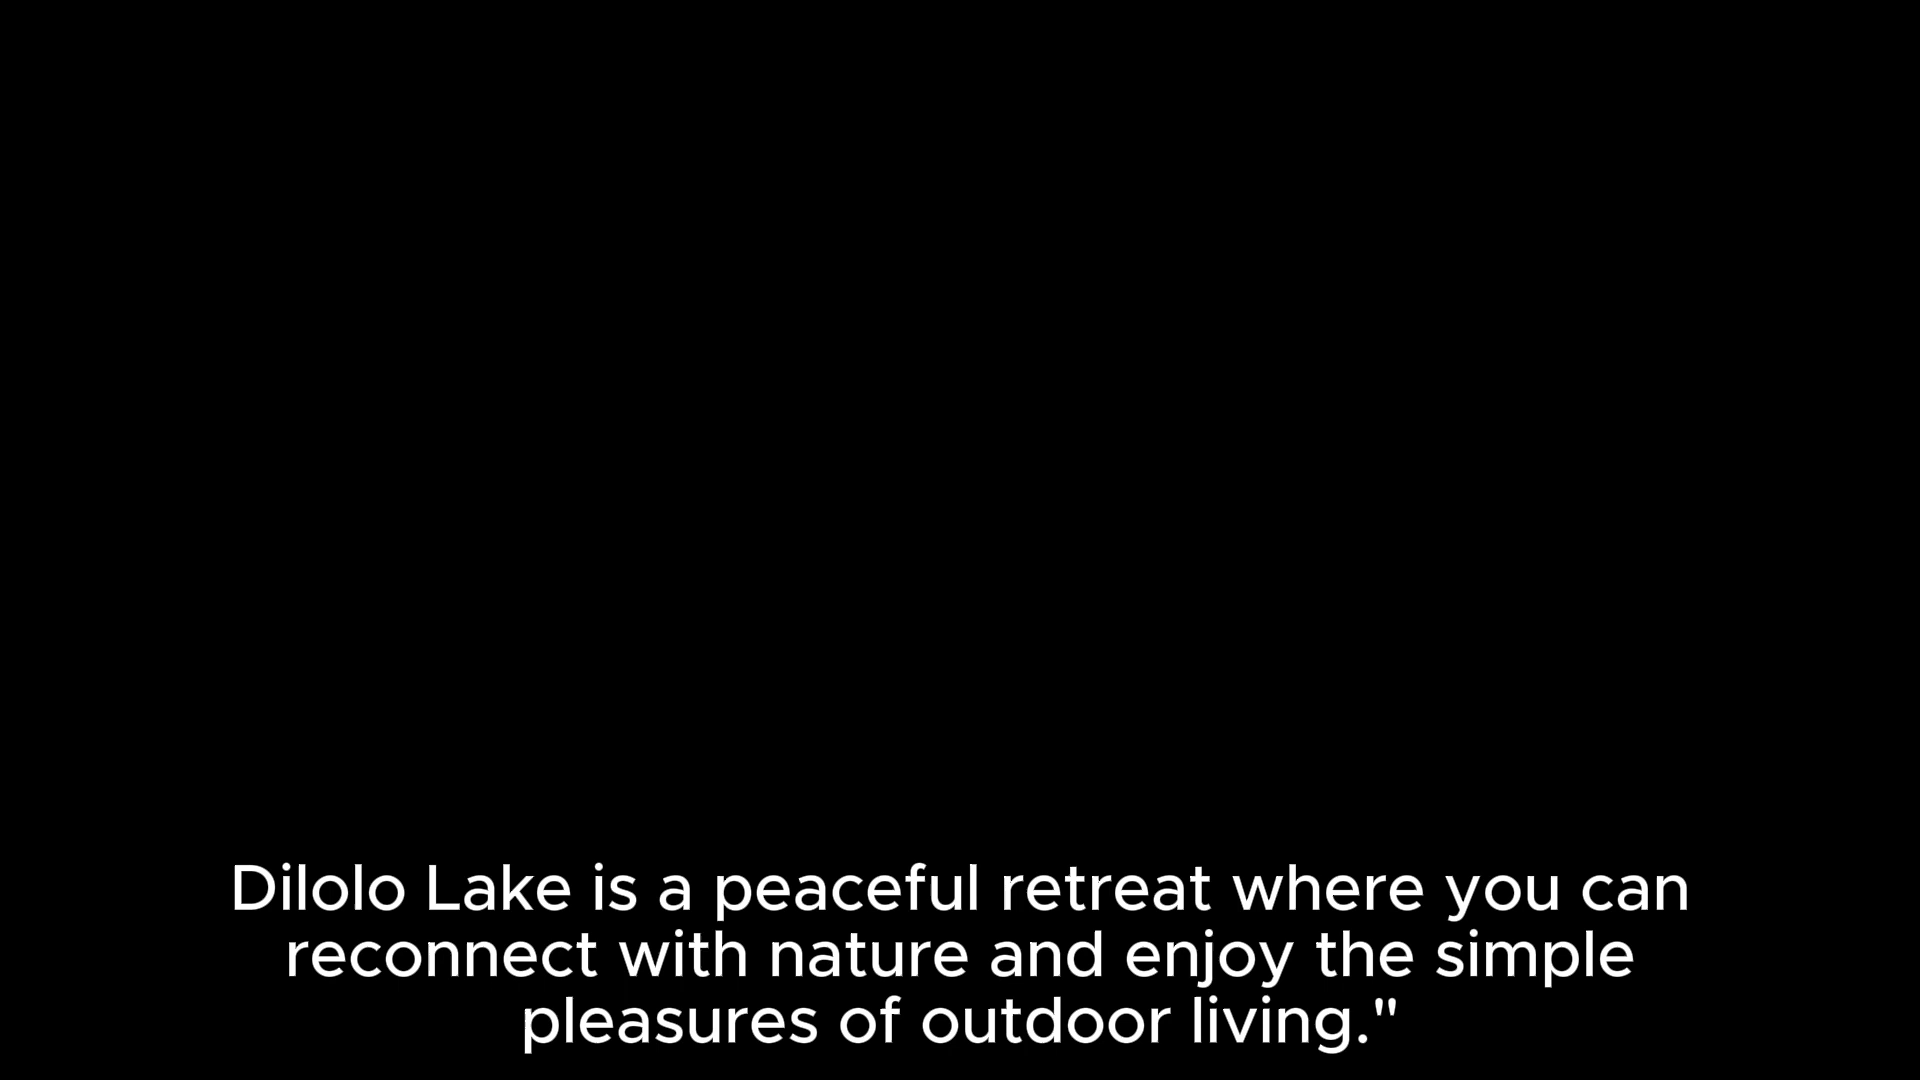 Dilolo Lake is a peaceful retreat where you can
reconnect with nature and enjoy the simple
pleasures of outdoor living."